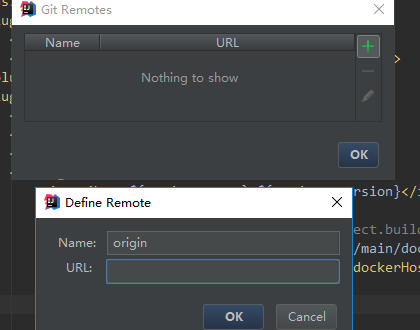 Git Remotes
Name URL
Nothing to show
OK
rsion}</i
Define Remote
ect.build
Name: origin
/main/doc
URL:
dockerHos
OK Cancel